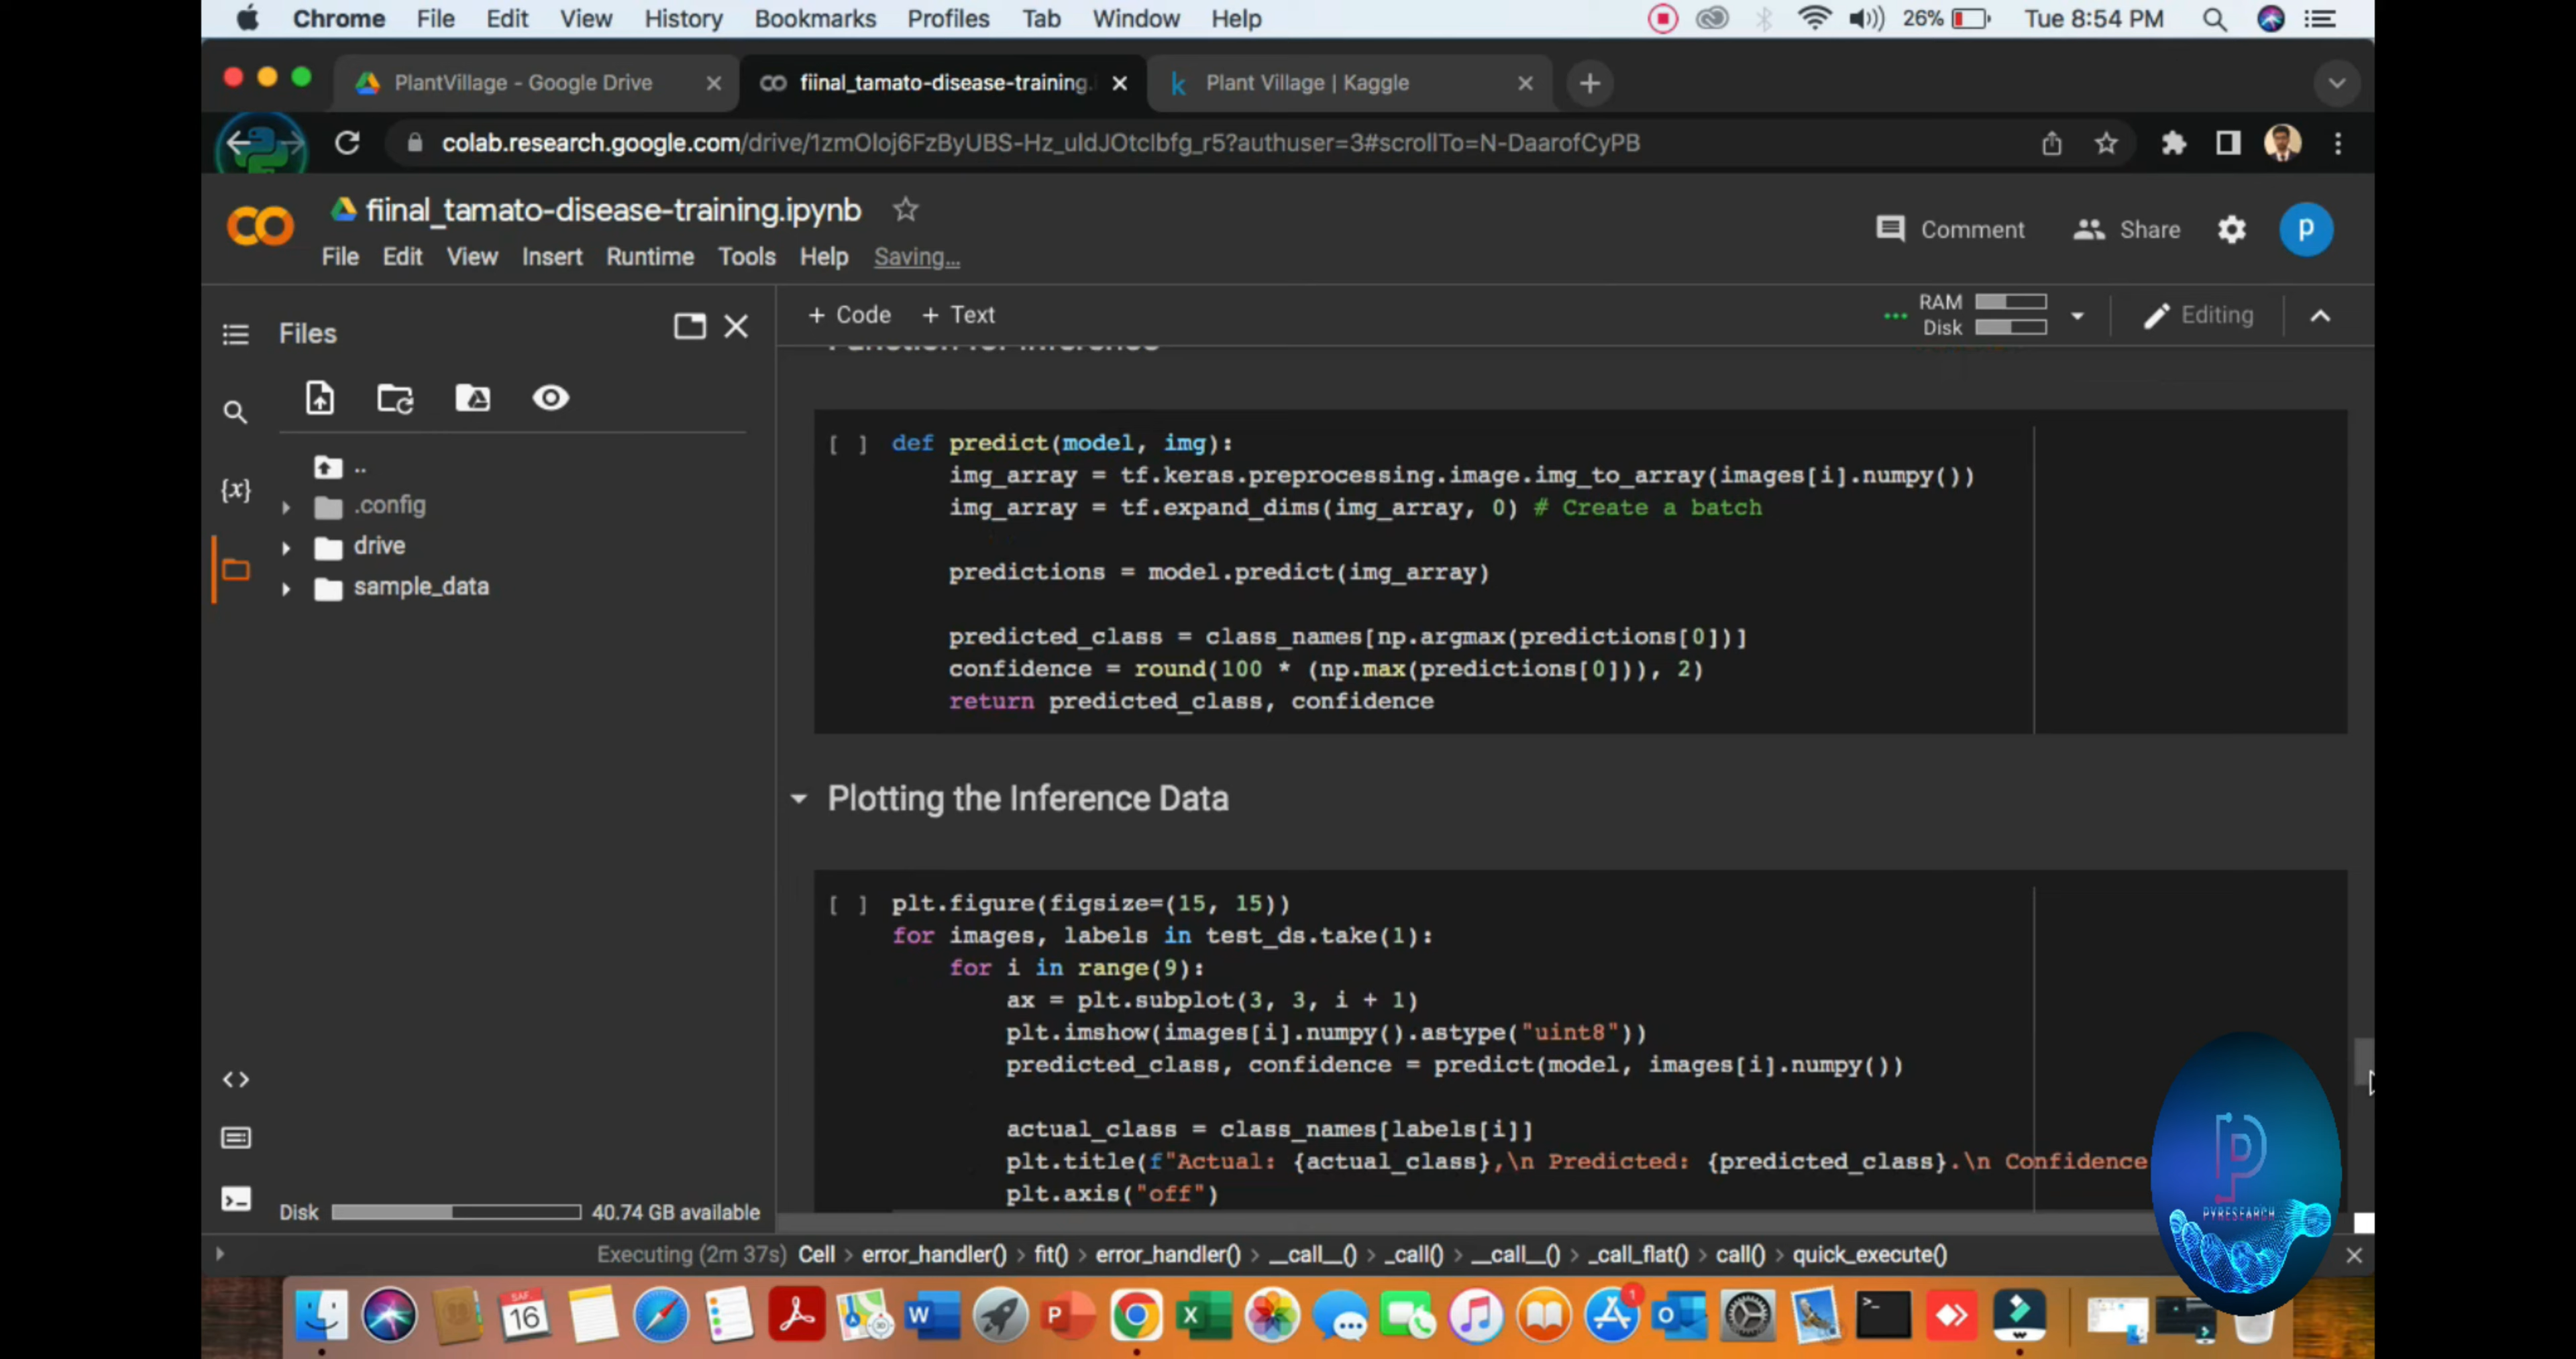 Chrome File Edit View History Bookmarks Profiles Tab Window Help 26% Tue 8:54 PM
PlantVillage - Google Drive fiinal_tamato-disease-training. Plant Village | Kaggle
colab.research.google.com/drive/1zmOloj6FzByUBS-Hz_uldJOtclbfg_r5?authuser=3#scrollTo=N-DaarofCyPB
fiinal_tamato-disease-training.ipynb
Comment Share p
File Edit View Insert Runtime Tools Help Saving...
Files
+ Code + Text
RAM
Disk
Editing
Function for Inference
..
.config
drive
sample_data
{x}
[ ] def predict(model, img):
img_array = tf.keras.preprocessing.image.img_to_array(images[i].numpy())
img_array = tf.expand_dims(img_array, 0) # Create a batch
predictions = model.predict(img_array)
predicted_class = class_names[np.argmax(predictions[0])]
confidence = round(100 * (np.max(predictions[0])), 2)
return predicted_class, confidence
Plotting the Inference Data
[ ] plt.figure(figsize=(15, 15))
for images, labels in test_ds.take(1):
for i in range(9):
ax = plt.subplot(3, 3, i + 1)
plt.imshow(images[i].numpy().astype("uint8"))
predicted_class, confidence = predict(model, images[i].numpy())
actual_class = class_names[labels[i]]
plt.title(f"Actual: {actual_class},\n Predicted: {predicted_class}.\n Confidence
plt.axis("off")
Disk 40.74 GB available
PYRESEARCH
Executing (2m 37s) Cell > error_handler() > fit() > error_handler() > __call__() > _call() > __call__() > _call_flat() > call() > quick_execute()
SAF.
16
W
P
X
1
O